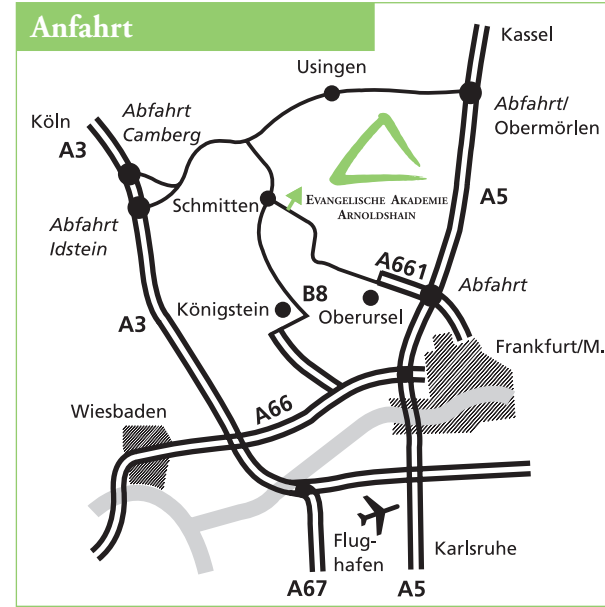 Anfahrt
Kassel
Usingen
Abfahrt
Camberg
Köln
A3
Abfahrt/
Obermörlen
Schmitten
EVANGELISCHE AKADEMIE
ARNOLDSHAIN
A5
Abfahrt
Idstein
A661
Abfahrt
B8
Königstein
Oberursel
A3
Frankfurt/M.
Wiesbaden
A66
Flug-
hafen
Karlsruhe
A67
A5